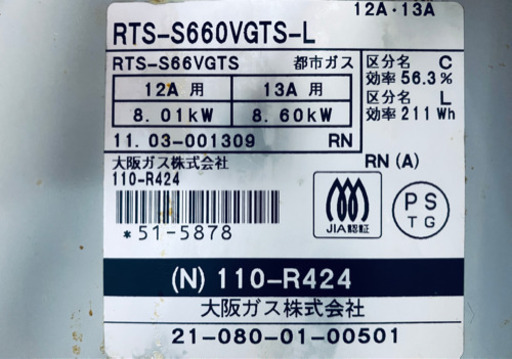 12A・13A
RTS-S660VGTS-L
RTS-S66VGTS 都市ガス
区分名 C
効率 56.3%
12A 用 13A 用
8.01kW 8.60kW
区分名 L
効率 211 Wh
11.03-001309 RN
大阪ガス株式会社
110-R424
RN (A)
JIA認証
PS
TG
*51-5878
(N) 110-R424
大阪ガス株式会社
21-080-01-00501